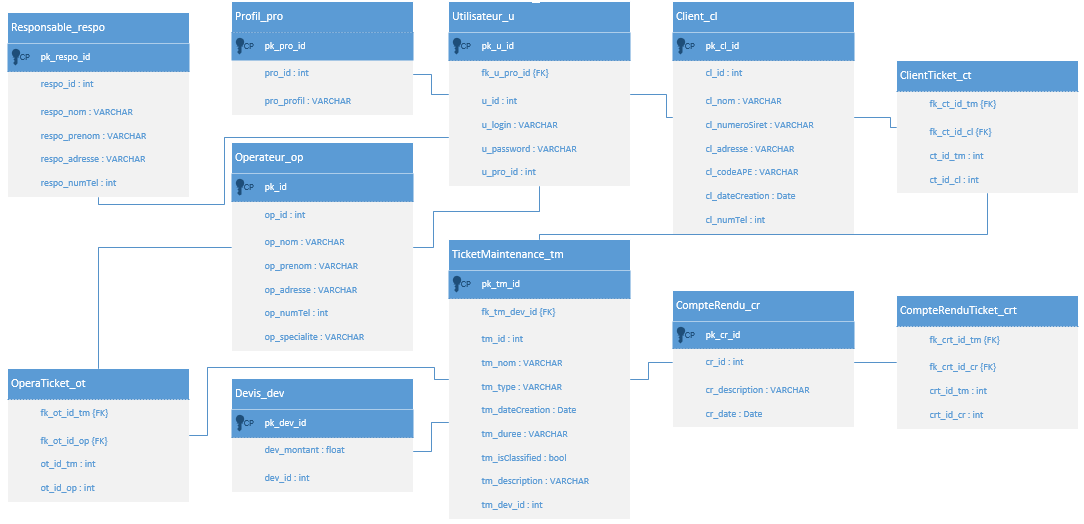 Responsable_respo
CP pk_respo_id
respo_id : int
respo_nom : VARCHAR
respo_prenom : VARCHAR
respo_adresse : VARCHAR
respo_numTel : int
Profil_pro
CP pk_pro_id
pro_id : int
pro_profil : VARCHAR
Utilisateur_u
CP pk_u_id
fk_u_pro_id {FK}
u_id : int
u_login : VARCHAR
u_password : VARCHAR
u_pro_id : int
Client_cl
CP pk_cl_id
cl_id : int
cl_nom : VARCHAR
cl_numeroSiret : VARCHAR
cl_adresse : VARCHAR
cl_codeAPE : VARCHAR
cl_dateCreation : Date
cl_numTel : int
ClientTicket_ct
fk_ct_id_tm {FK}
fk_ct_id_cl {FK}
ct_id_tm : int
ct_id_cl : int
Operateur_op
CP pk_id
op_id : int
op_nom : VARCHAR
op_prenom : VARCHAR
op_adresse : VARCHAR
op_numTel : int
op_specialite : VARCHAR
TicketMaintenance_tm
CP pk_tm_id
fk_tm_dev_id {FK}
tm_id : int
tm_nom : VARCHAR
tm_type : VARCHAR
tm_dateCreation : Date
tm_duree : VARCHAR
tm_isClassified : bool
tm_description : VARCHAR
tm_dev_id : int
CompteRendu_cr
CP pk_cr_id
cr_id : int
cr_description : VARCHAR
cr_date : Date
CompteRenduTicket_crt
fk_crt_id_tm {FK}
fk_crt_id_cr {FK}
crt_id_tm : int
crt_id_cr : int
OperaTicket_ot
fk_ot_id_tm {FK}
fk_ot_id_op {FK}
ot_id_tm : int
ot_id_op : int
Devis_dev
CP pk_dev_id
dev_montant : float
dev_id : int